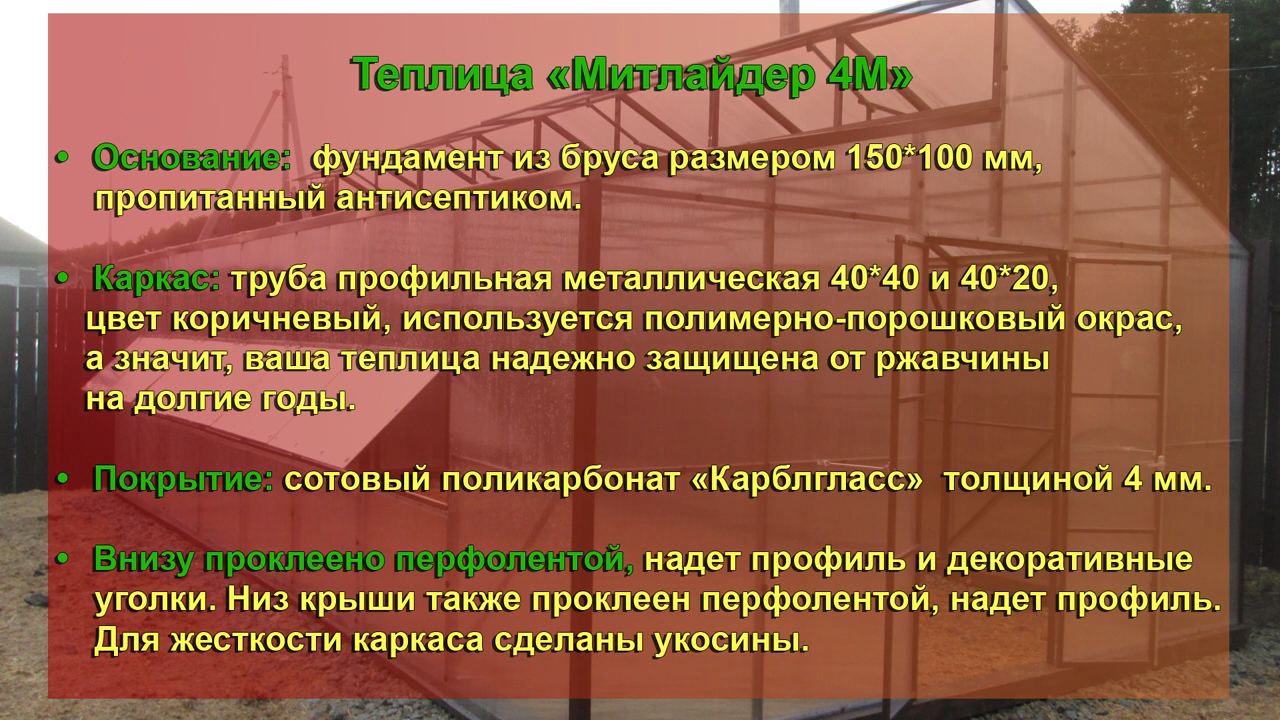 Теплица «Митлайдер 4М»
• Основание: фундамент из бруса размером 150*100 мм,
пропитанный антисептиком.
• Каркас: труба профильная металлическая 40*40 и 40*20,
цвет коричневый, используется полимерно-порошковый окрас,
а значит, ваша теплица надежно защищена от ржавчины
на долгие годы.
• Покрытие: сотовый поликарбонат «Карблгласс» толщиной 4 мм.
• Внизу проклеено перфолентой, надет профиль и декоративные
уголки. Низ крыши также проклеен перфолентой, надет профиль.
Для жесткости каркаса сделаны укосины.